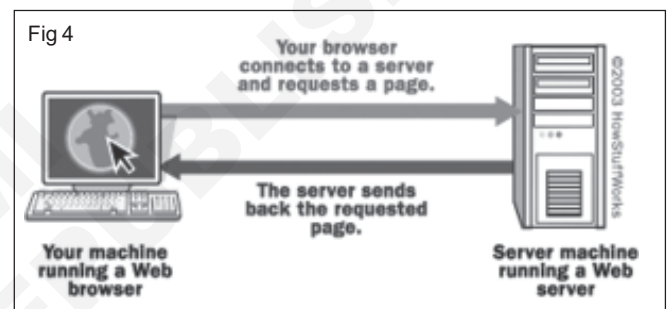 Fig 4
Your browser
connects to a server
and requests a page.
The server sends
back the requested
page.
Your machine
running a Web
browser
Server machine
running a Web
server
©2003 HowStuffWorks